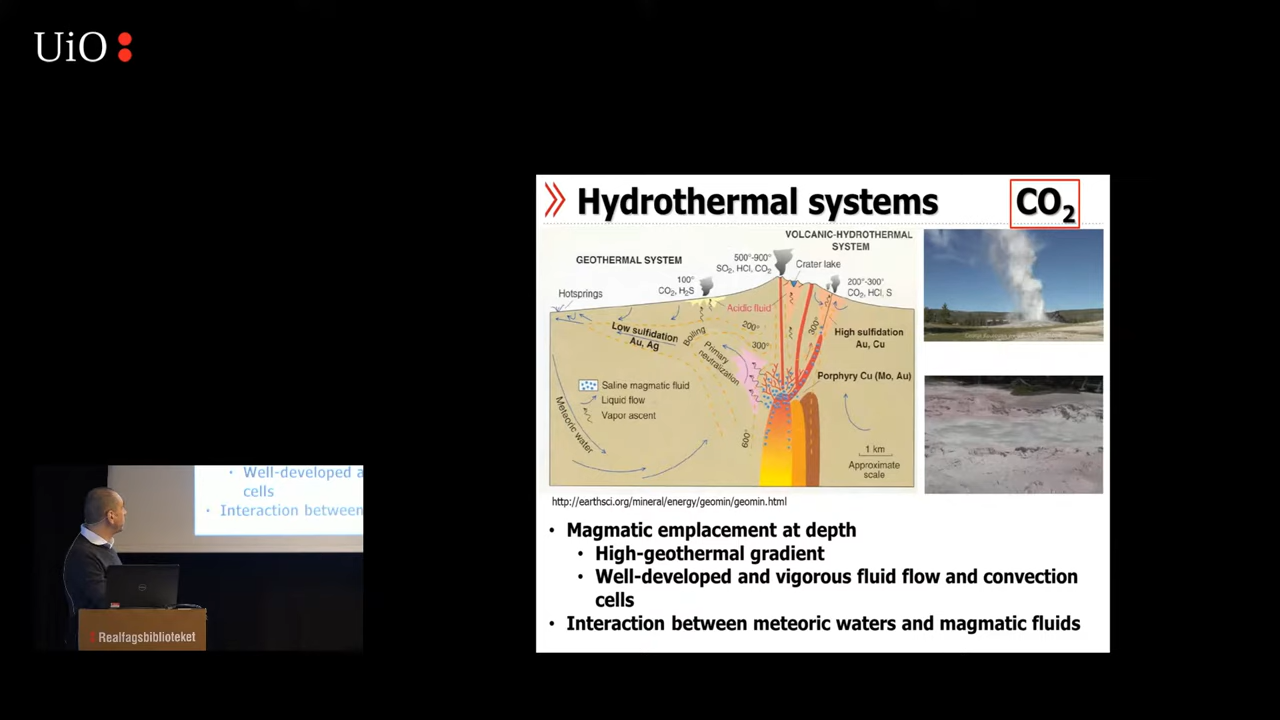 UiO
Hydrothermal systems
CO2
VOLCANIC-HYDROTHERMAL
SYSTEM
GEOTHERMAL SYSTEM
500°-900°
SO2, HCl, CO2
Crater lake
100°
CO2, H2S
200°-300°
CO2, HCl, S
Hotsprings
Acidic fluid
Low sulfidation
Au, Ag
Boiling
200°
300°
300°
High sulfidation
Au, Cu
Primary
neutralization
Porphyry Cu (Mo, Au)
Saline magmatic fluid
Liquid flow
Vapor ascent
Meteoric water
600°
1 km
Approximate
scale
http://earthsci.org/mineral/energy/geomin/geomin.html
• Magmatic emplacement at depth
• High-geothermal gradient
• Well-developed and vigorous fluid flow and convection
cells
• Interaction between meteoric waters and magmatic fluids
• Well-developed a
cells
• Interaction between
Realfagsbiblioteket